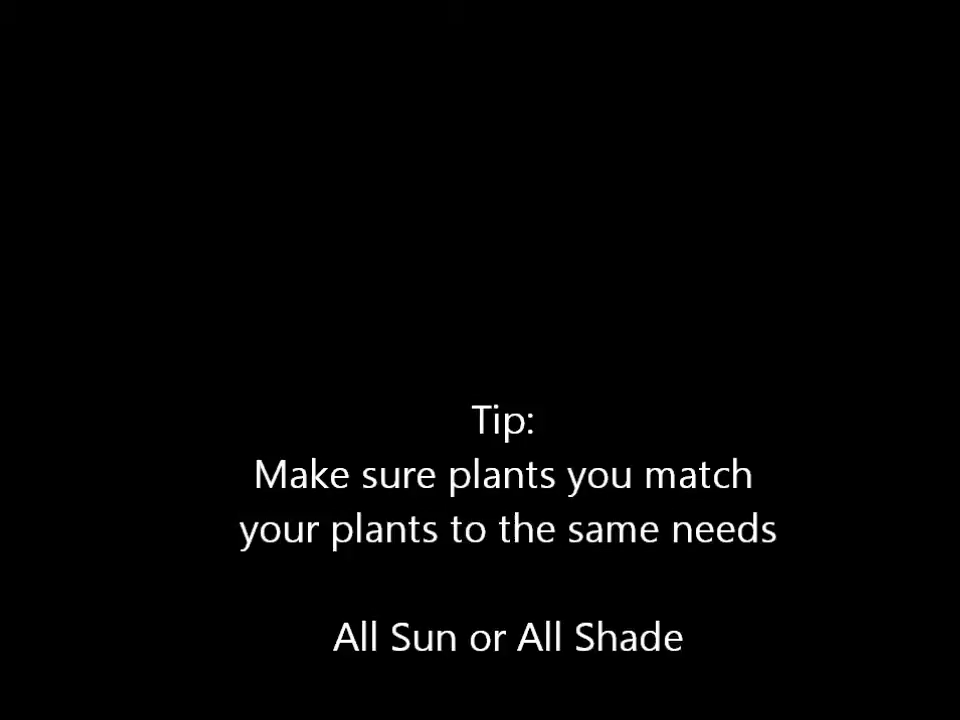 Tip:
Make sure plants you match
your plants to the same needs
All Sun or All Shade